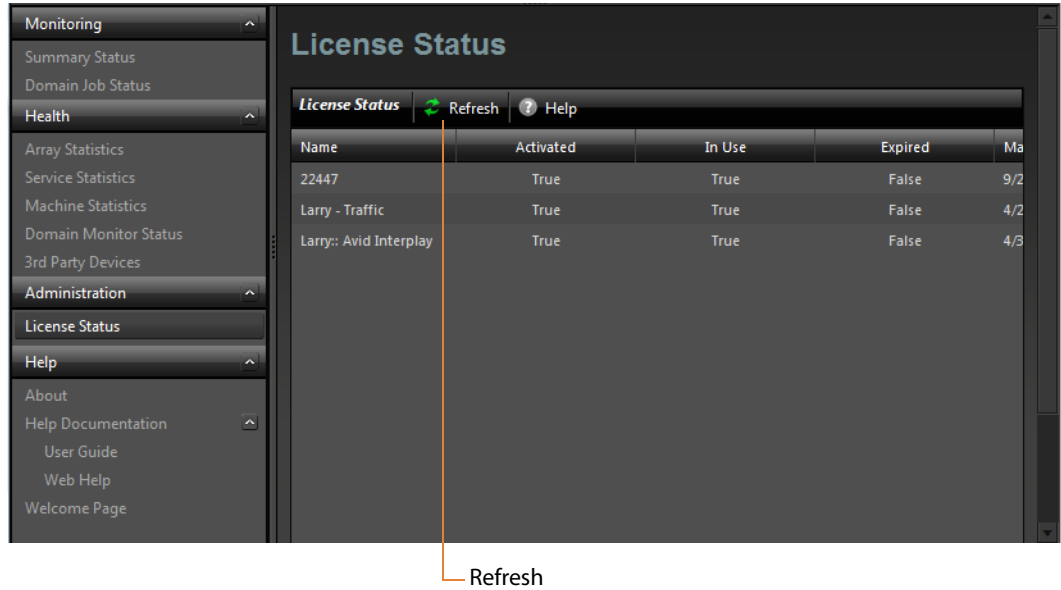 Monitoring
Summary Status
Domain Job Status
Health
Array Statistics
Service Statistics
Machine Statistics
Domain Monitor Status
3rd Party Devices
Administration
License Status
Help
About
Help Documentation
User Guide
Web Help
Welcome Page
License Status
License Status Refresh Help
Name Activated In Use Expired Ma
22447 True True False 9/2
Larry - Traffic True True False 4/2
Larry:: Avid Interplay True True False 4/3
Refresh